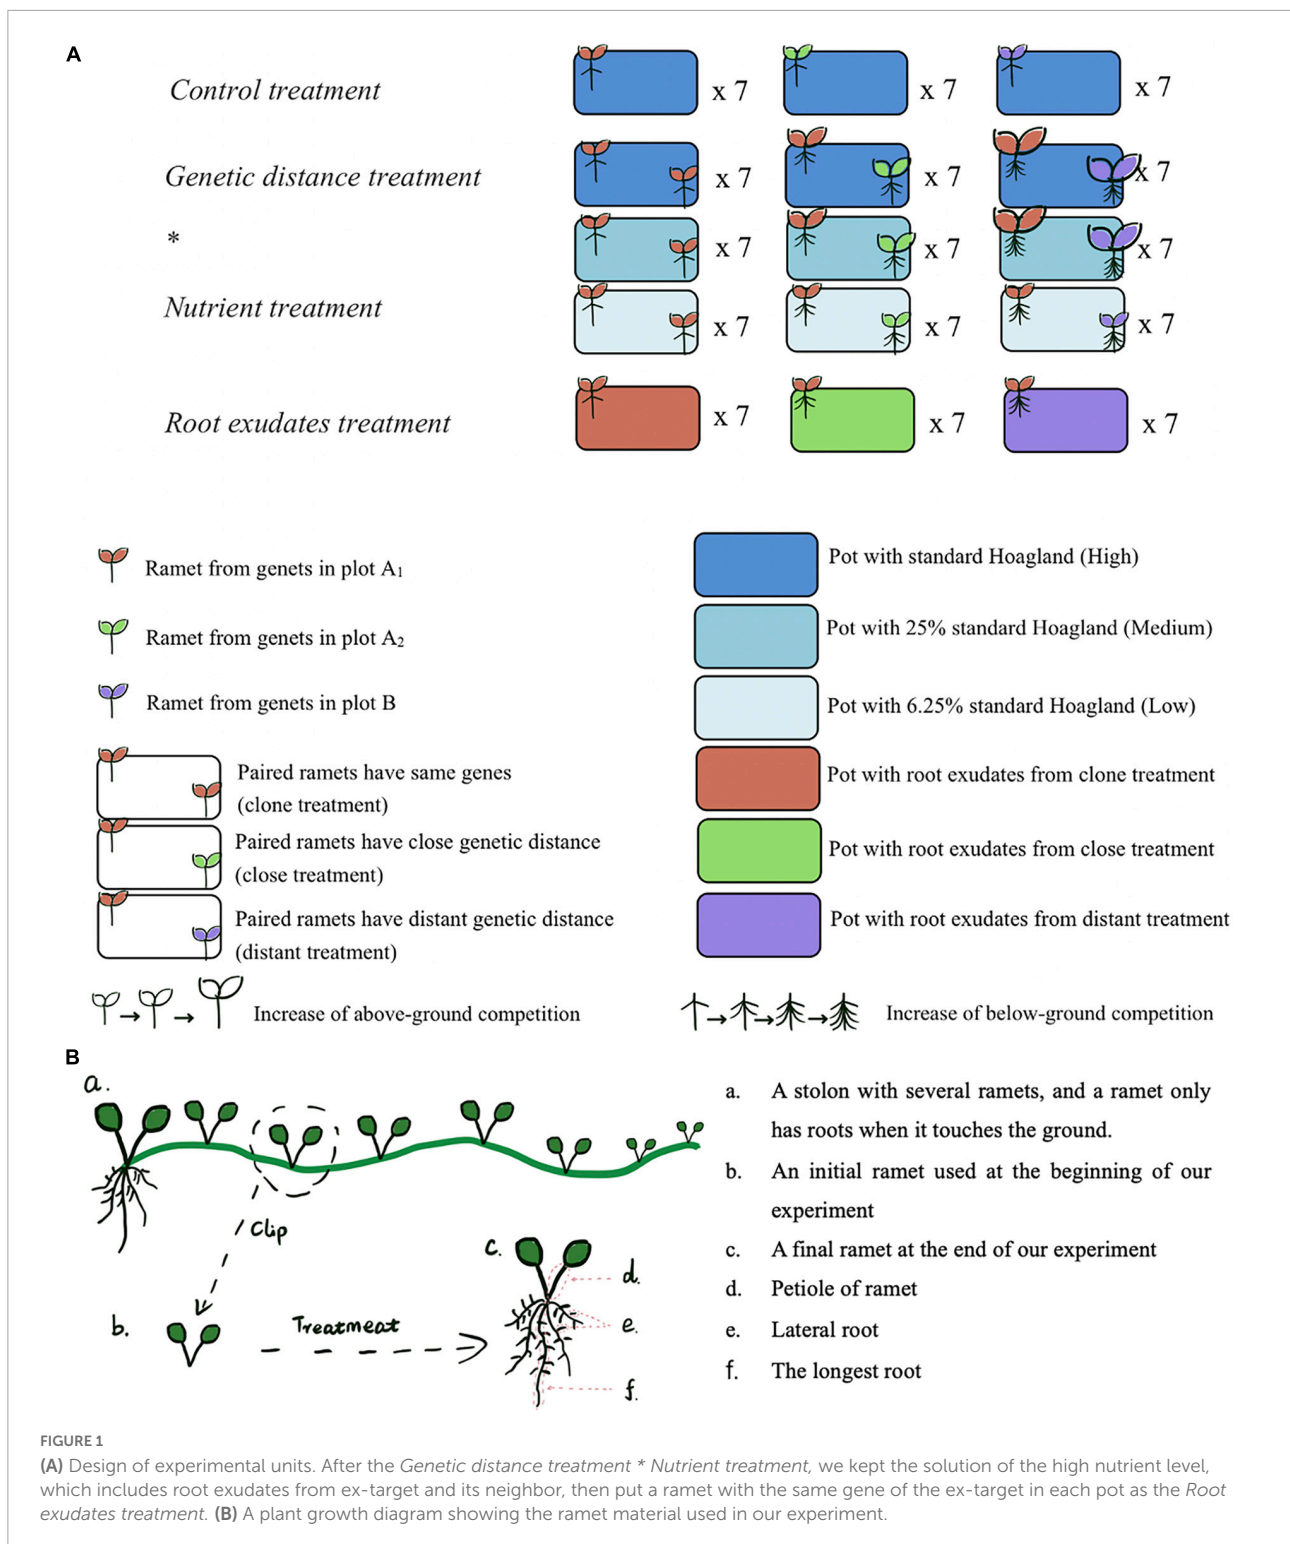 A
Control treatment
x 7
x 7
x 7
Genetic distance treatment
x 7
x 7
x 7
*
x 7
x 7
x 7
Nutrient treatment
x 7
x 7
x 7
Root exudates treatment
x 7
x 7
x 7
Ramet from genets in plot A1
Ramet from genets in plot A2
Ramet from genets in plot B
Paired ramets have same genes
(clone treatment)
Paired ramets have close genetic distance
(close treatment)
Paired ramets have distant genetic distance
(distant treatment)
Increase of above-ground competition
Pot with standard Hoagland (High)
Pot with 25% standard Hoagland (Medium)
Pot with 6.25% standard Hoagland (Low)
Pot with root exudates from clone treatment
Pot with root exudates from close treatment
Pot with root exudates from distant treatment
Increase of below-ground competition
B
a.
Clip
b.
Treatmeat
c.
d.
e.
f.
a. A stolon with several ramets, and a ramet only
has roots when it touches the ground.
b. An initial ramet used at the beginning of our
experiment
c. A final ramet at the end of our experiment
d. Petiole of ramet
e. Lateral root
f. The longest root
FIGURE 1
(A) Design of experimental units. After the Genetic distance treatment * Nutrient treatment, we kept the solution of the high nutrient level,
which includes root exudates from ex-target and its neighbor, then put a ramet with the same gene of the ex-target in each pot as the Root
exudates treatment. (B) A plant growth diagram showing the ramet material used in our experiment.